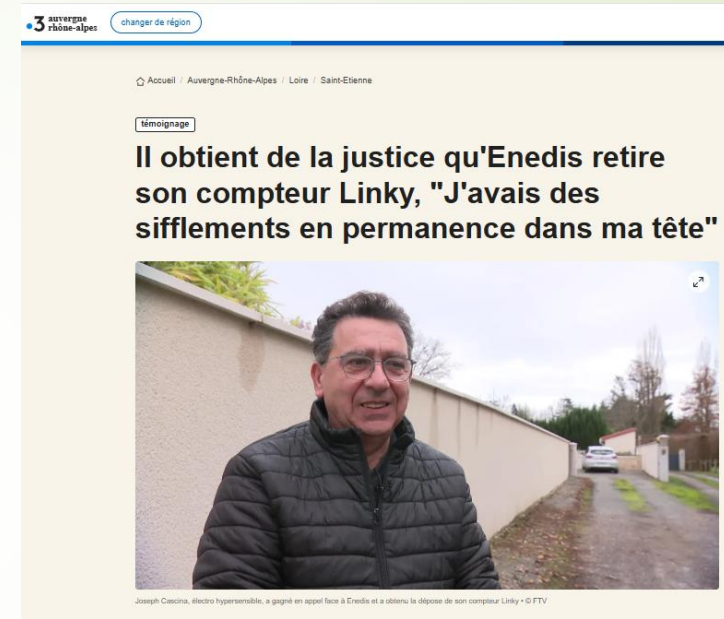 3 auvergne
rhône-alpes
changer de région
Accueil / Auvergne-Rhône-Alpes / Loire / Saint-Etienne
témoignage
Il obtient de la justice qu'Enedis retire
son compteur Linky, "J'avais des
sifflements en permanence dans ma tête"
Joseph Cascina, électro hypersensible, a gagné en appel face à Enedis et a obtenu la dépose de son compteur Linky • © FTV